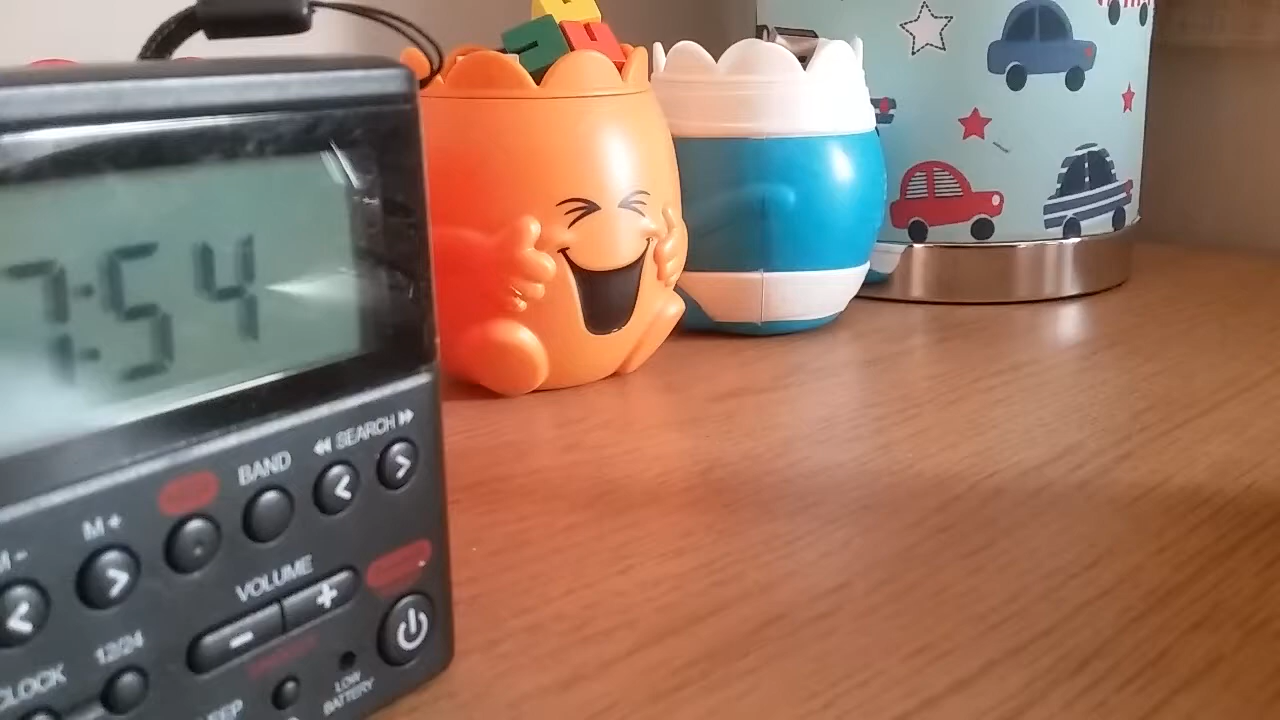 7:54
SEARCH
BAND
M+
M-
VOLUME
12/24
CLOCK
LOW
BATTERY